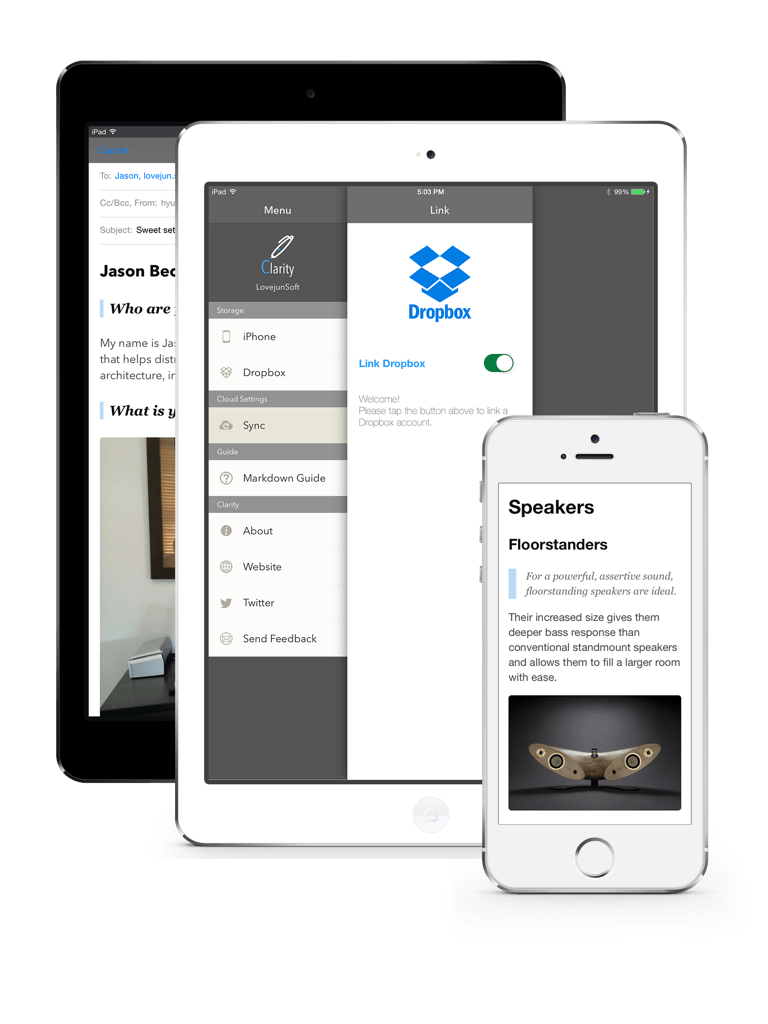 iPad
To: Jason, lovejun.s
Cc/Bcc, From: hyu
Subject: Sweet set
Jason Bec
Who are
My name is Jas
that helps distr
architecture, in
What is y
iPad
5:03 PM
99%
Menu
Link
Clarity
LovejunSoft
Storage
iPhone
Dropbox
Cloud Settings
Sync
Guide
Markdown Guide
Clarity
About
Website
Twitter
Send Feedback
Dropbox
Link Dropbox
Welcome!
Please tap the button above to link a
Dropbox account.
Speakers
Floorstanders
For a powerful, assertive sound,
floorstanding speakers are ideal.
Their increased size gives them
deeper bass response than
conventional standmount speakers
and allows them to fill a larger room
with ease.